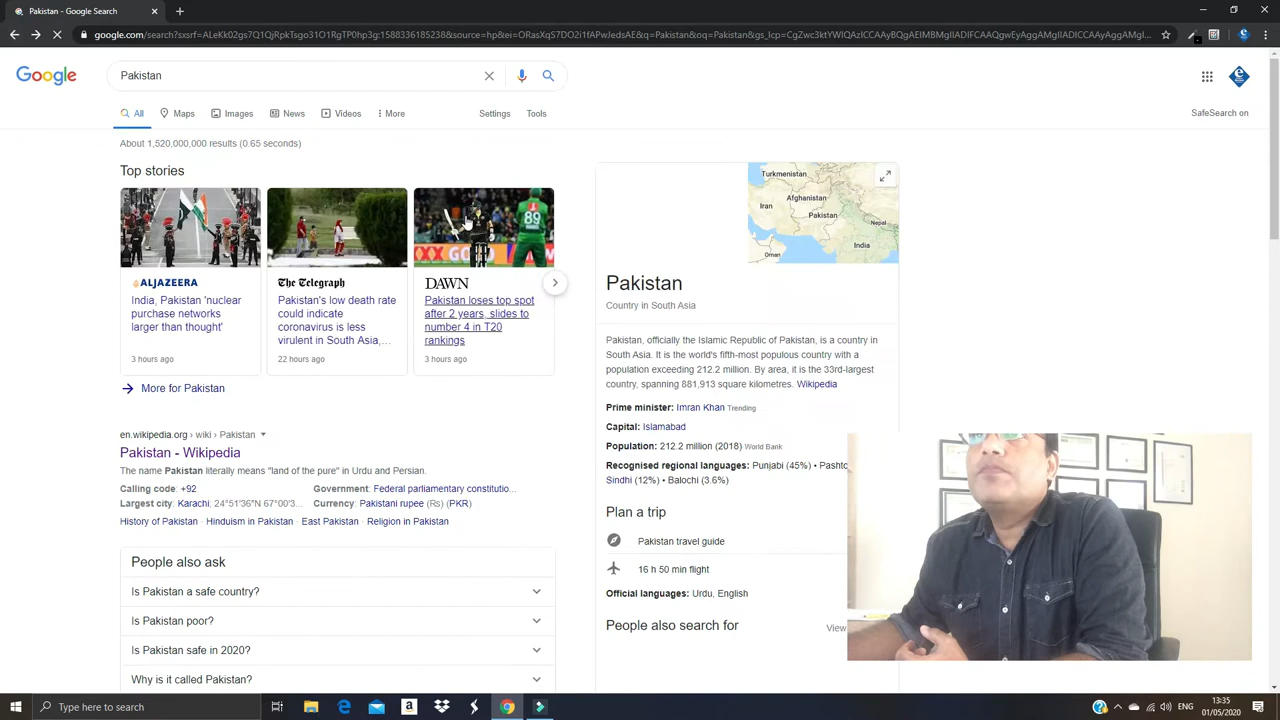 Pakistan - Google Search
google.com/search?
Google
Pakistan
All
Maps
Images
News
Videos
More
Settings
Tools
SafeSearch on
About 1,520,000,000 results (0.65 seconds)
Top stories
ALJAZEERA
India, Pakistan 'nuclear
purchase networks
larger than thought'
3 hours ago
The Telegraph
Pakistan's low death rate
could indicate
coronavirus is less
virulent in South Asia,...
22 hours ago
89
DAWN
Pakistan loses top spot
after 2 years, slides to
number 4 in T20
rankings
3 hours ago
More for Pakistan
en.wikipedia.org › wiki › Pakistan
Pakistan - Wikipedia
The name Pakistan literally means "land of the pure" in Urdu and Persian.
Calling code: +92 Government: Federal parliamentary constitutio...
Largest city: Karachi; 24°51'36"N 67°00'3... Currency: Pakistani rupee (Rs) (PKR)
History of Pakistan · Hinduism in Pakistan · East Pakistan · Religion in Pakistan
People also ask
Is Pakistan a safe country?
Is Pakistan poor?
Is Pakistan safe in 2020?
Why is it called Pakistan?
Turkmenistan
Iran
Afghanistan
Pakistan
Nepal
India
Oman
Pakistan
Country in South Asia
Pakistan, officially the Islamic Republic of Pakistan, is a country in
South Asia. It is the world's fifth-most populous country with a
population exceeding 212.2 million. By area, it is the 33rd-largest
country, spanning 881,913 square kilometres. Wikipedia
Prime minister: Imran Khan Trending
Capital: Islamabad
Population: 212.2 million (2018) World Bank
Recognised regional languages: Punjabi (45%) • Pashto
Sindhi (12%) • Balochi (3.6%)
Plan a trip
Pakistan travel guide
16 h 50 min flight
Official languages: Urdu, English
People also search for
View
Type here to search
13:35
01/05/2020